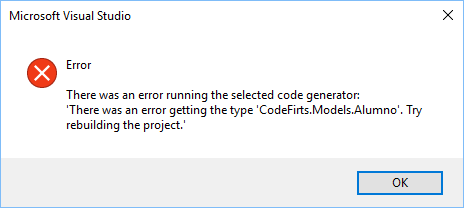 Microsoft Visual Studio
Error
There was an error running the selected code generator:
'There was an error getting the type 'CodeFirts.Models.Alumno'. Try
rebuilding the project.'
OK